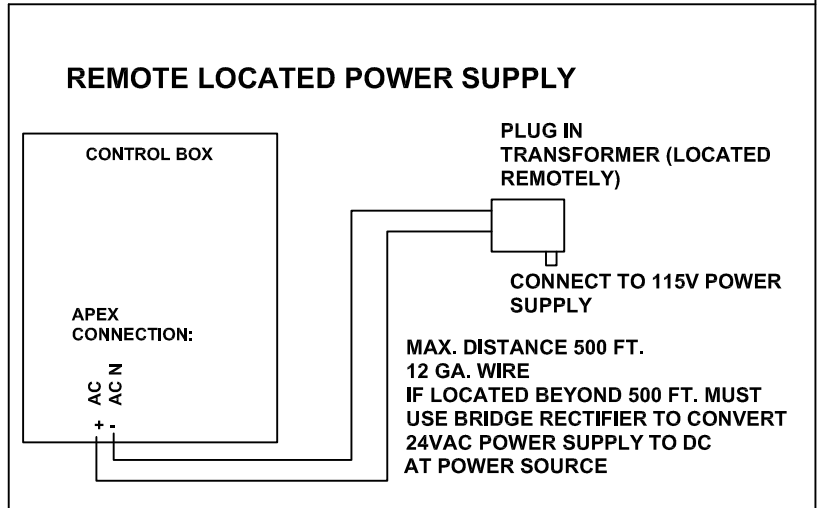 REMOTE LOCATED POWER SUPPLY
CONTROL BOX
PLUG IN
TRANSFORMER (LOCATED
REMOTELY)
CONNECT TO 115V POWER
SUPPLY
APEX
CONNECTION:
AC
AC N
+ -
MAX. DISTANCE 500 FT.
12 GA. WIRE
IF LOCATED BEYOND 500 FT. MUST
USE BRIDGE RECTIFIER TO CONVERT
24VAC POWER SUPPLY TO DC
AT POWER SOURCE